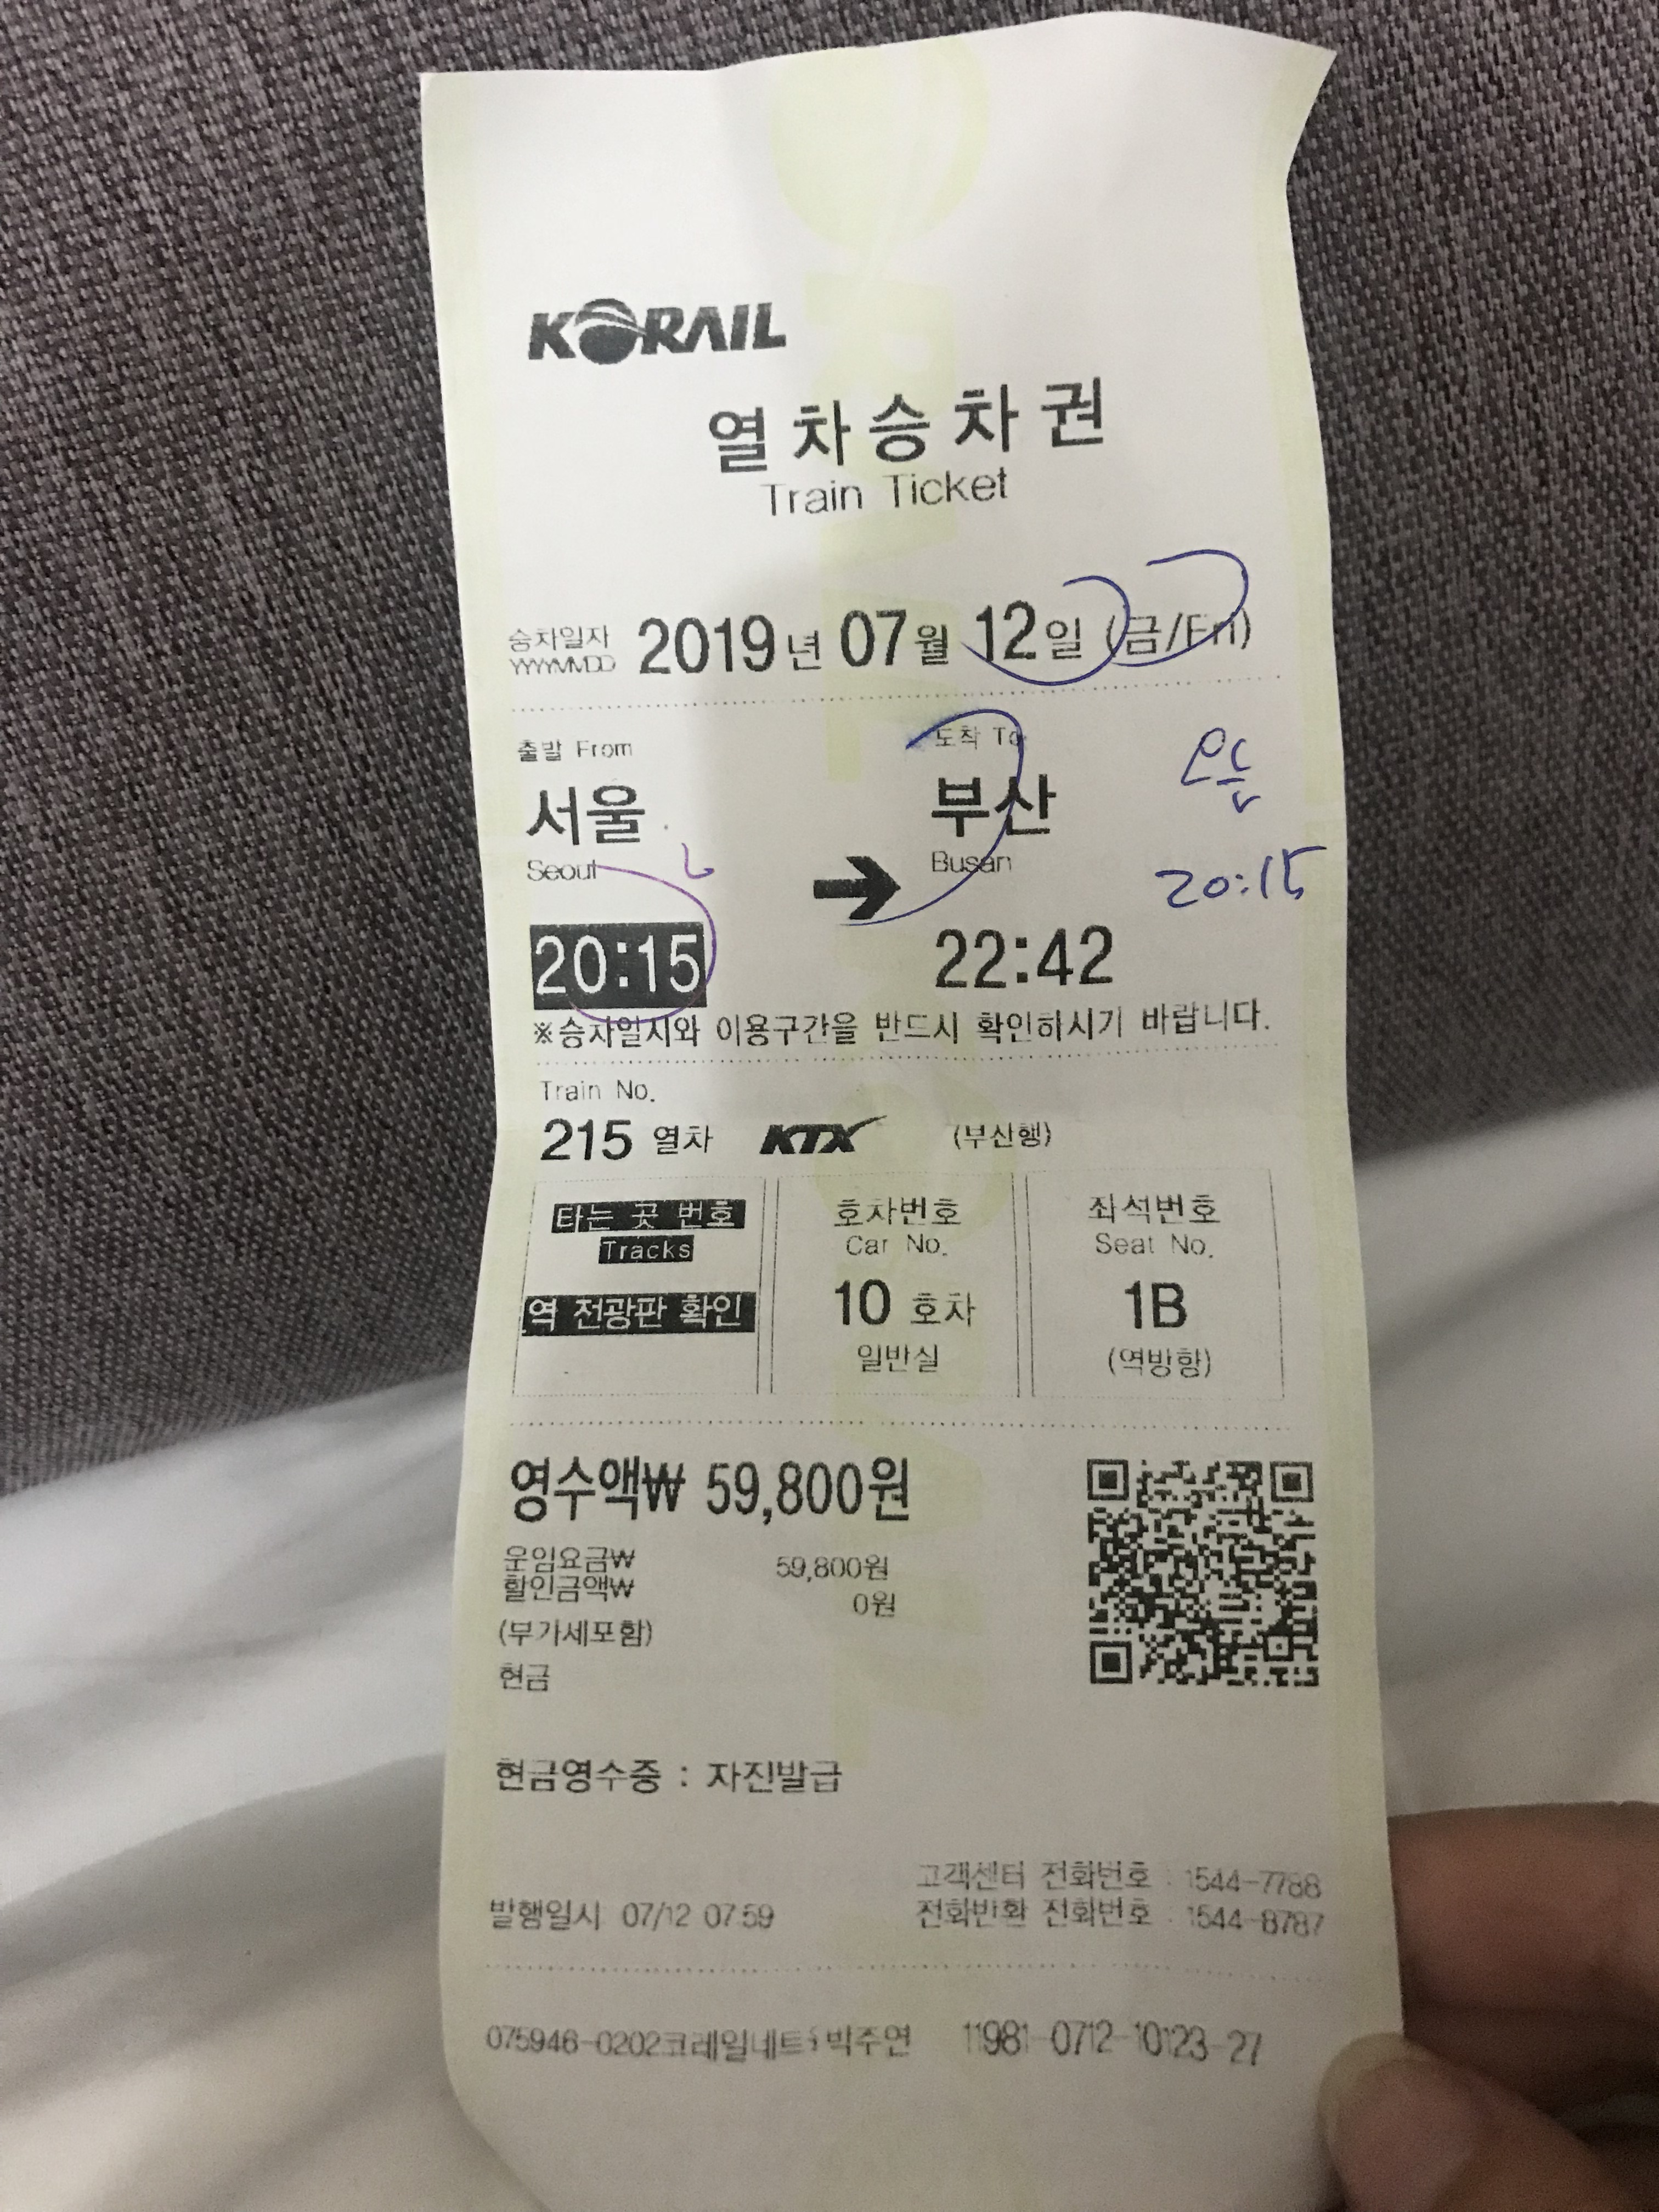 KORAIL
열차승차권
Train Ticket
승차일자 2019년 07월 12일 (금/Fri)
YYYYMMDD
출발 From 도착 To
서울 부산
Seoul Busan
20:15
20:15 22:42
※승차일시와 이용구간을 반드시 확인하시기 바랍니다.
Train No.
215 열차 KTX (부산행)
타는 곳 번호 호차번호 좌석번호
Tracks Car No. Seat No.
역 전광판 확인 10 호차 1B
일반실 (역방향)
영수액₩ 59,800원
운임요금₩ 59,800원
할인금액₩ 0원
(부가세포함)
현금
현금영수증 : 자진발급
고객센터 전화번호 : 1544-7788
발행일시 07/12 07:59 전화반환 전화번호 : 1544-8787
075946-0202코레일네트 박주연 11981-0712-10123-27